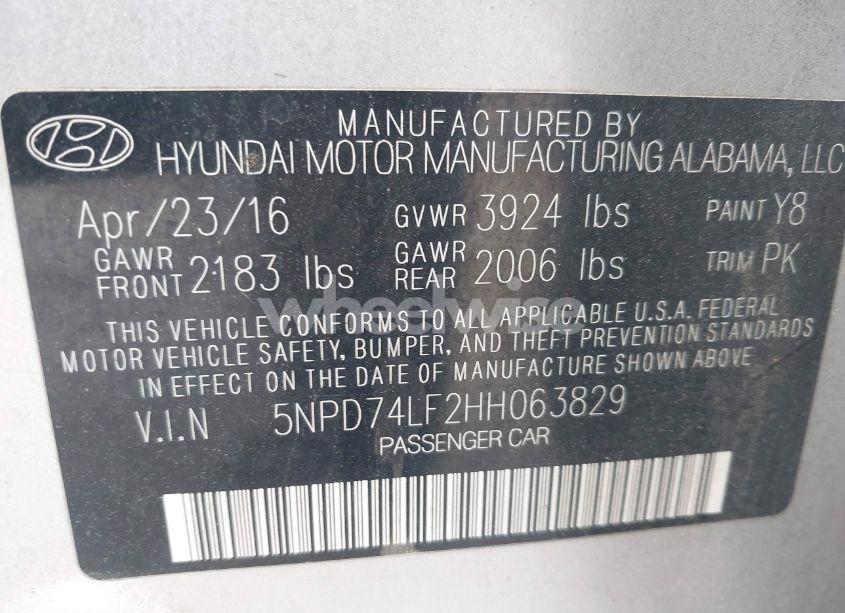 MANUFACTURED BY
HYUNDAI MOTOR MANUFACTURING ALABAMA, LLC
Apr/23/16 GVWR 3924 lbs PAINT Y8
GAWR FRONT 2183 lbs GAWR REAR 2006 lbs TRIM PK
wheelwise
THIS VEHICLE CONFORMS TO ALL APPLICABLE U.S.A. FEDERAL
MOTOR VEHICLE SAFETY, BUMPER, AND THEFT PREVENTION STANDARDS
IN EFFECT ON THE DATE OF MANUFACTURE SHOWN ABOVE
V.I.N 5NPD74LF2HH063829
PASSENGER CAR